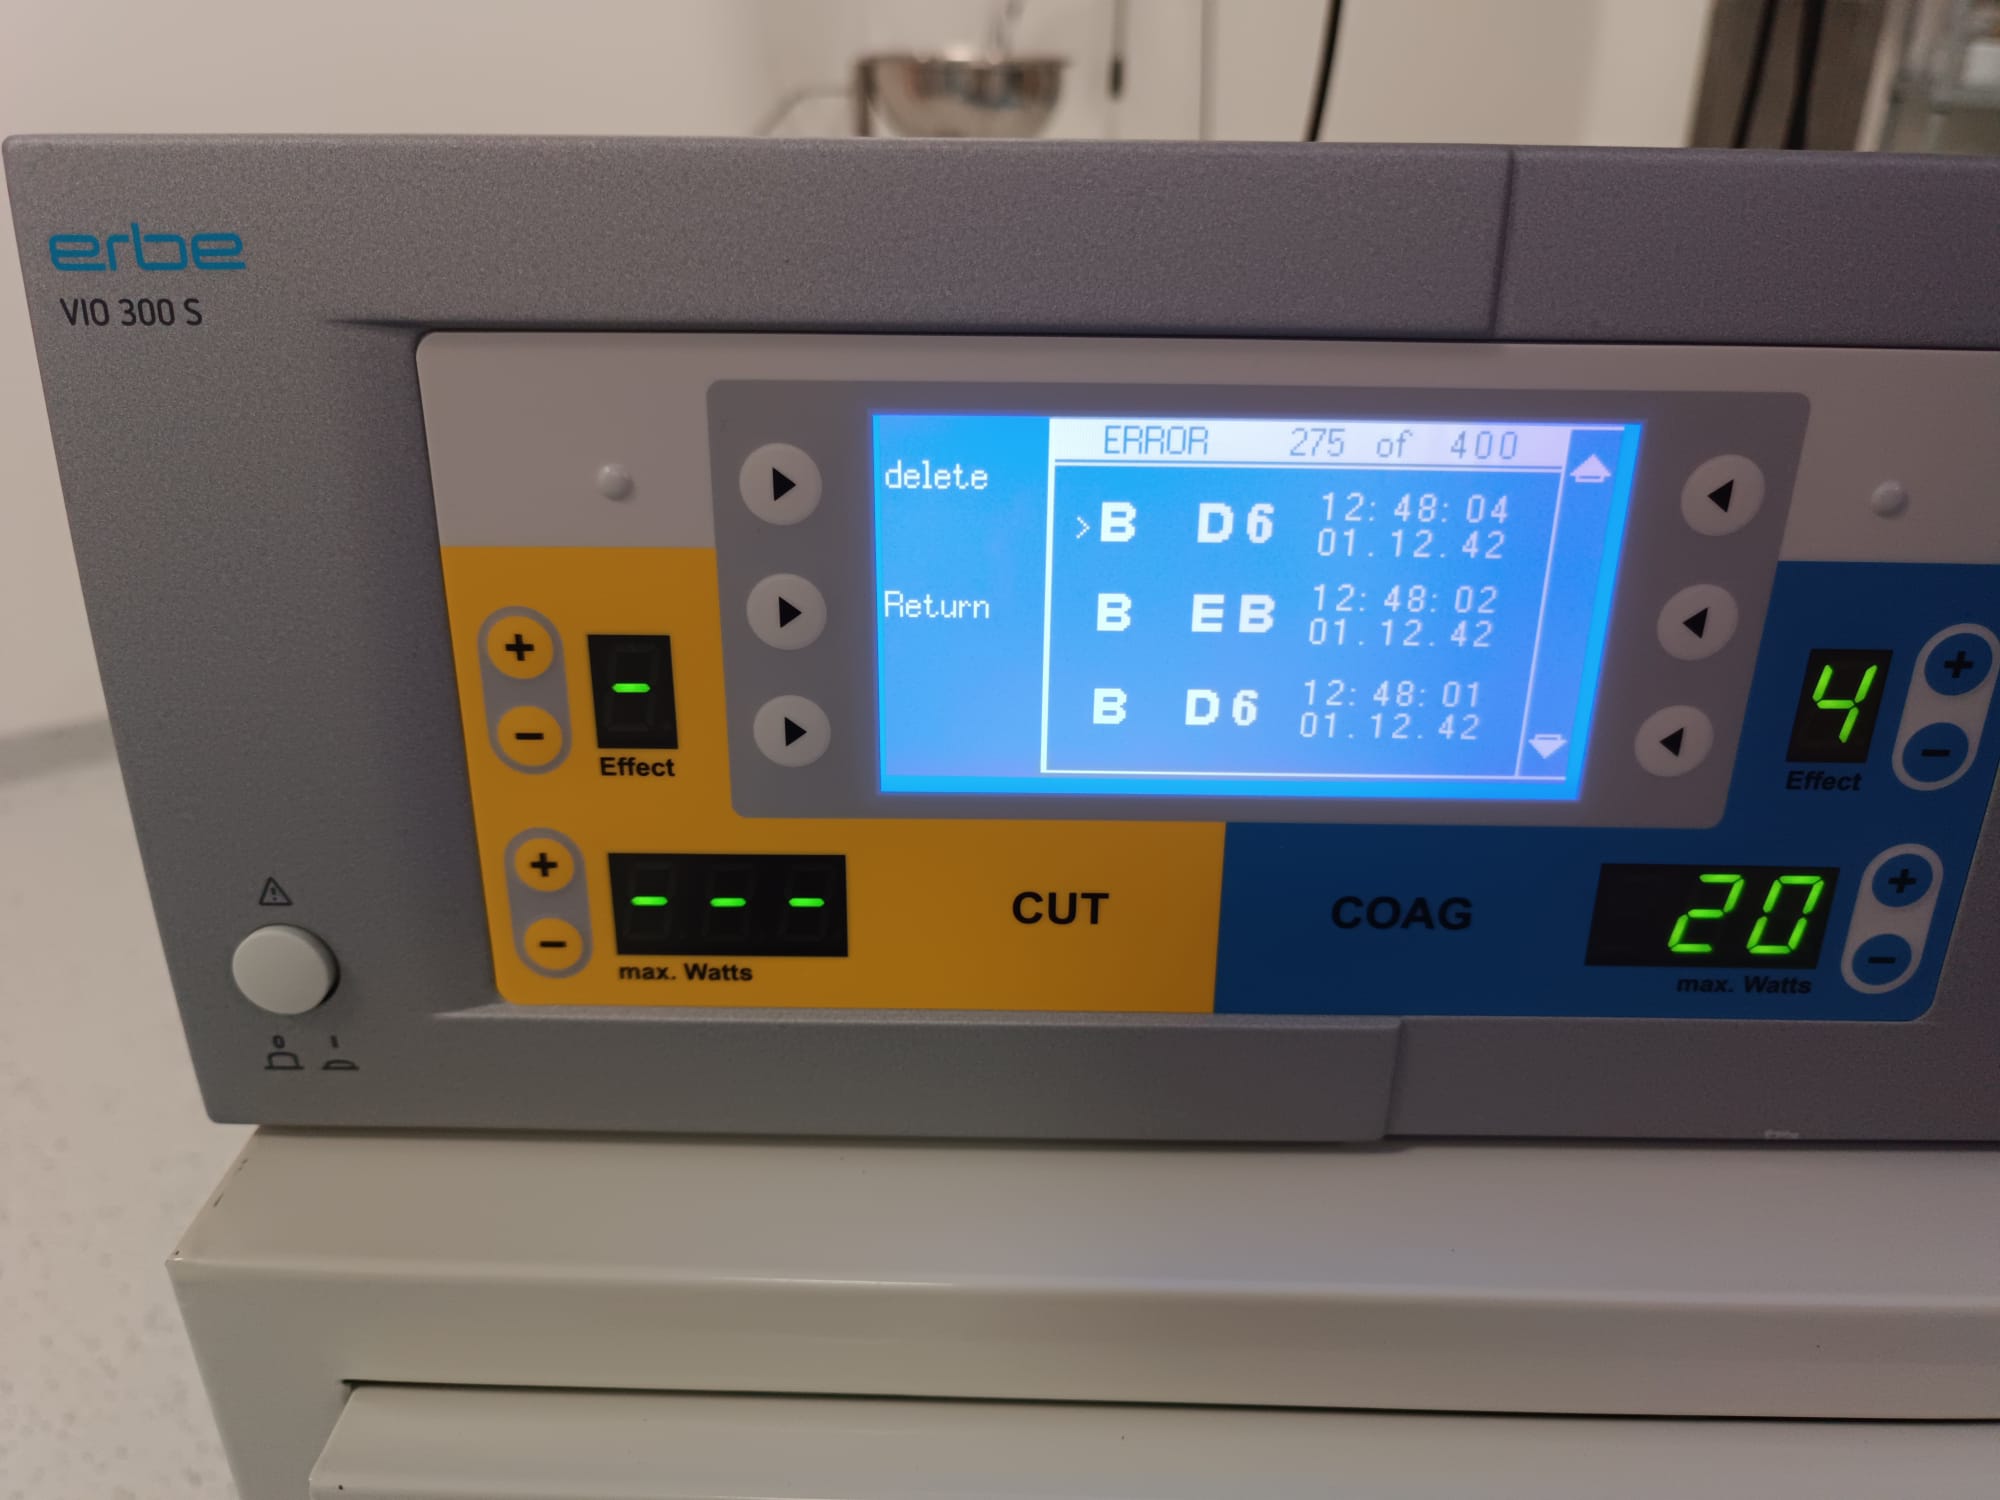 erbe
VIO 300 S
ERROR 275 of 400
delete
>B D6 12:48:04
01.12.42
Return
B EB 12:48:02
01.12.42
B D6 12:48:01
01.12.42
+
-
-
Effect
4
+
-
Effect
+
-
- - -
max. Watts
CUT
COAG
20
max. Watts
+
-
0 I